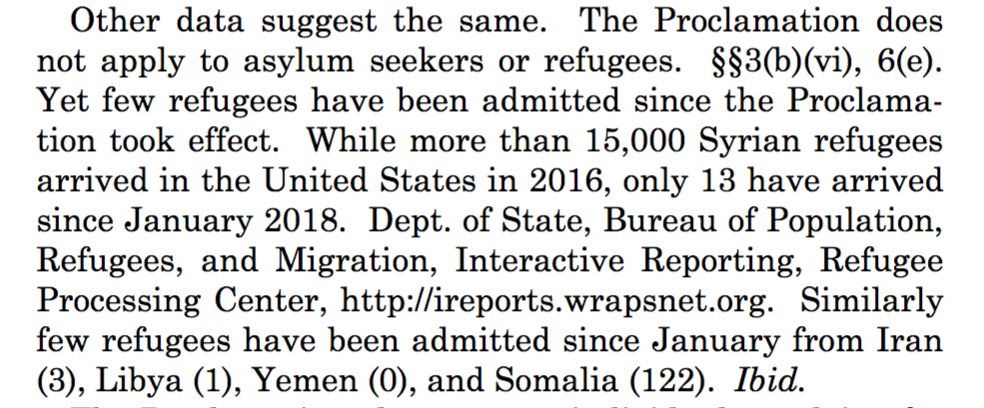 Other data suggest the same. The Proclamation does
not apply to asylum seekers or refugees. §§3(b)(vi), 6(e).
Yet few refugees have been admitted since the Proclama-
tion took effect. While more than 15,000 Syrian refugees
arrived in the United States in 2016, only 13 have arrived
since January 2018. Dept. of State, Bureau of Population,
Refugees, and Migration, Interactive Reporting, Refugee
Processing Center, http://ireports.wrapsnet.org. Similarly
few refugees have been admitted since January from Iran
(3), Libya (1), Yemen (0), and Somalia (122). Ibid.